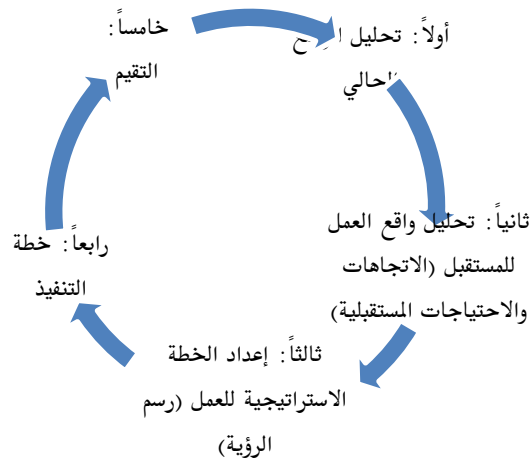 أولاً: تحليل
الحالي
ثانياً: تحليل واقع العمل
للمستقبل (الاتجاهات
والاحتياجات المستقبلية)
ثالثاً: إعداد الخطة
الاستراتيجية للعمل (رسم
الرؤية)
رابعاً: خطة
التنفيذ
خامساً:
التقيم